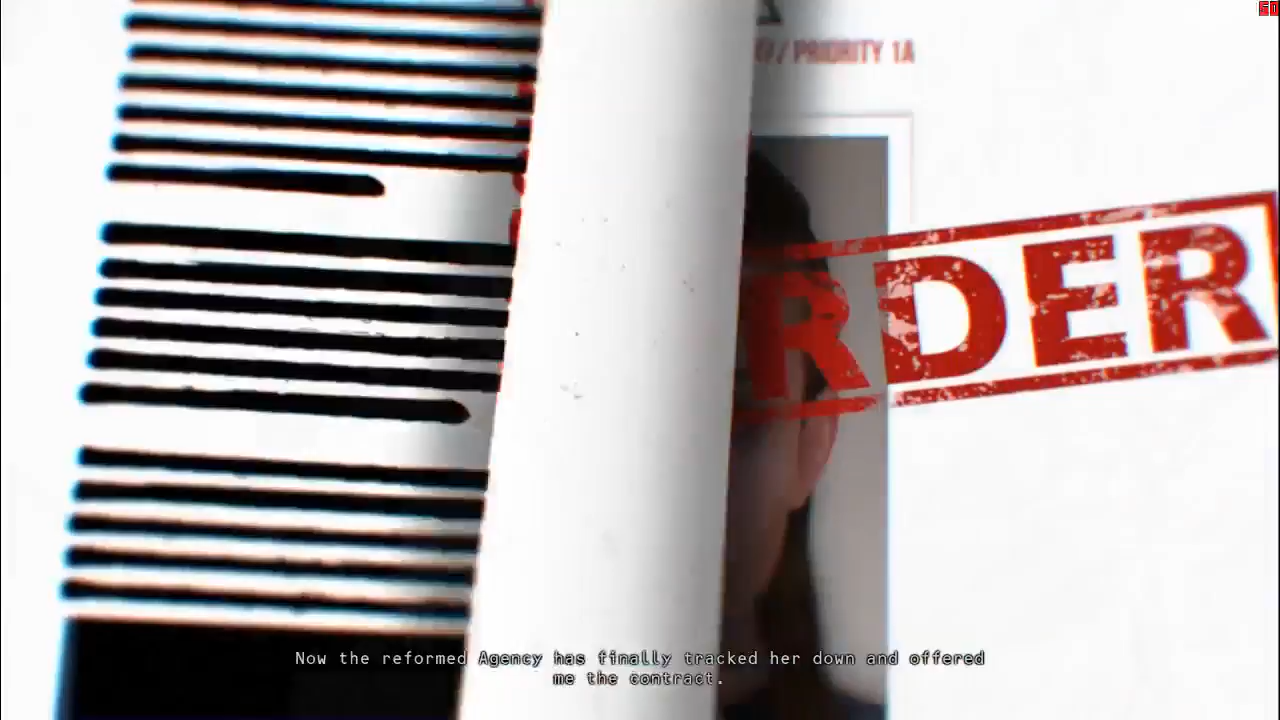 / PRIORITY 1A
RDER
Now the reformed Agency has finally tracked her down and offered
me the contract.